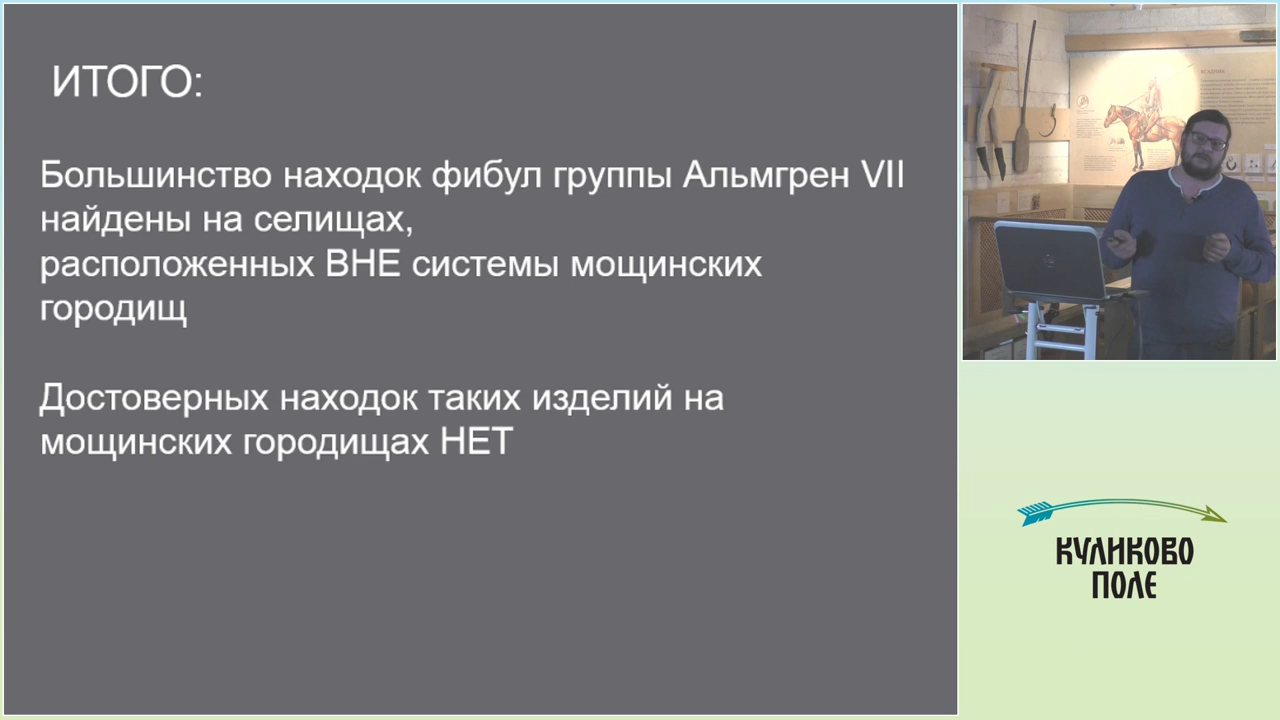 ИТОГО:
Большинство находок фибул группы Альмгрен VII
найдены на селищах,
расположенных ВНЕ системы мощинских
городищ
Достоверных находок таких изделий на
мощинских городищах НЕТ
КУЛИКОВО
ПОЛЕ